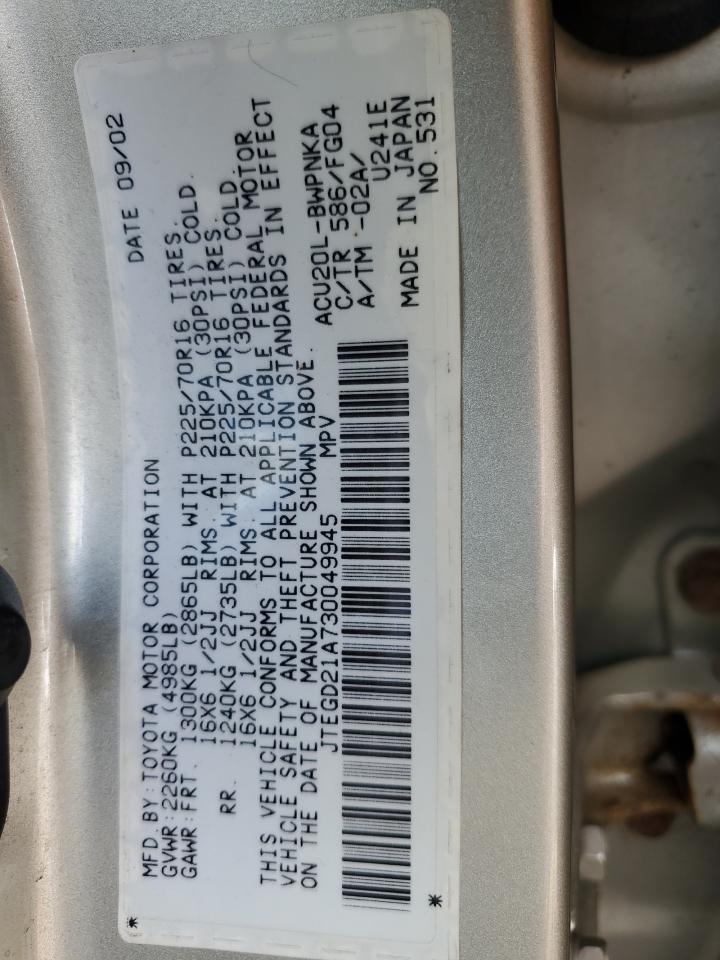 MFD. BY: TOYOTA MOTOR CORPORATION DATE 09/02
GVWR: 2260KG (4985LB)
GAWR: FRT. 1300KG (2865LB) WITH P225/70R16 TIRES.
16X6 1/2JJ RIMS. AT 210KPA (30PSI) COLD.
RR. 1240KG (2735LB) WITH P225/70R16 TIRES.
16X6 1/2JJ RIMS. AT 210KPA (30PSI) COLD.
THIS VEHICLE CONFORMS TO ALL APPLICABLE FEDERAL MOTOR
VEHICLE SAFETY AND THEFT PREVENTION STANDARDS IN EFFECT
ON THE DATE OF MANUFACTURE SHOWN ABOVE.
JTEGD21A730049945 MPV
ACU20L-BWPNKA
C/TR 586/FG04
A/TM -02A/
U241E
MADE IN JAPAN
NO. 531